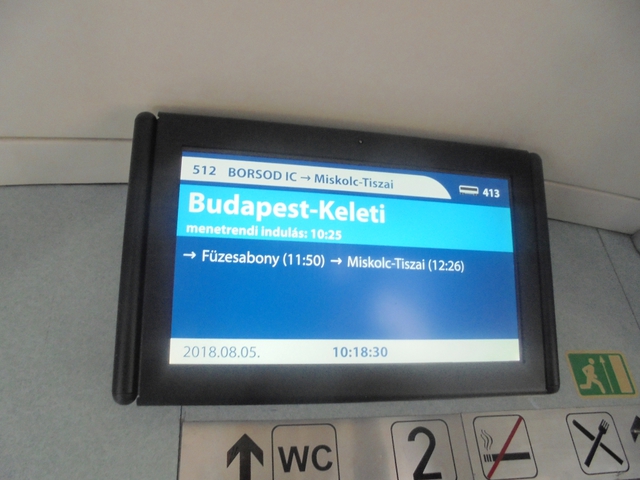 512 BORSOD IC → Miskolc-Tiszai
413
Budapest-Keleti
menetrendi indulás: 10:25
→ Füzesabony (11:50) → Miskolc-Tiszai (12:26)
2018.08.05. 10:18:30
WC 2